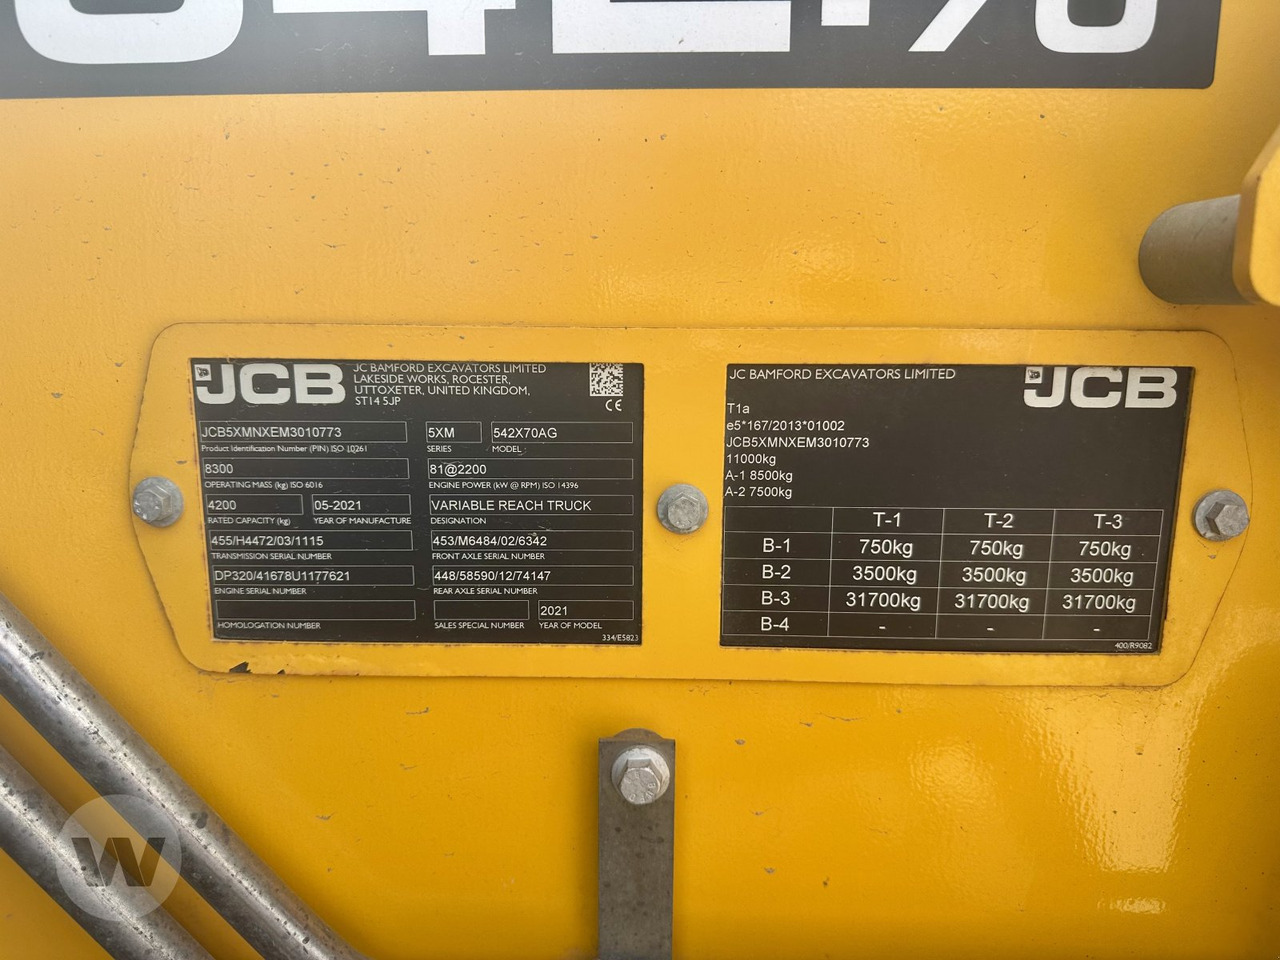 542-70
JCB
JC BAMFORD EXCAVATORS LIMITED
LAKESIDE WORKS, ROCESTER,
UTTOXETER, UNITED KINGDOM,
ST14 5JP
CE
JCB5XMNXEM3010773
Product Identification Number (PIN) ISO 10261
5XM
SERIES
542X70AG
MODEL
8300
OPERATING MASS (kg) ISO 6016
81@2200
ENGINE POWER (kW @ RPM) ISO 14396
4200
RATED CAPACITY (kg)
05-2021
YEAR OF MANUFACTURE
VARIABLE REACH TRUCK
DESIGNATION
455/H4472/03/1115
TRANSMISSION SERIAL NUMBER
453/M6484/02/6342
FRONT AXLE SERIAL NUMBER
DP320/41678U1177621
ENGINE SERIAL NUMBER
448/58590/12/74147
REAR AXLE SERIAL NUMBER
HOMOLOGATION NUMBER
SALES SPECIAL NUMBER
2021
YEAR OF MODEL
334/E5823
JC BAMFORD EXCAVATORS LIMITED
JCB
T1a
e5*167/2013*01002
JCB5XMNXEM3010773
11000kg
A-1 8500kg
A-2 7500kg
T-1 T-2 T-3
B-1 750kg 750kg 750kg
B-2 3500kg 3500kg 3500kg
B-3 31700kg 31700kg 31700kg
B-4 - - -
400/R9082
W